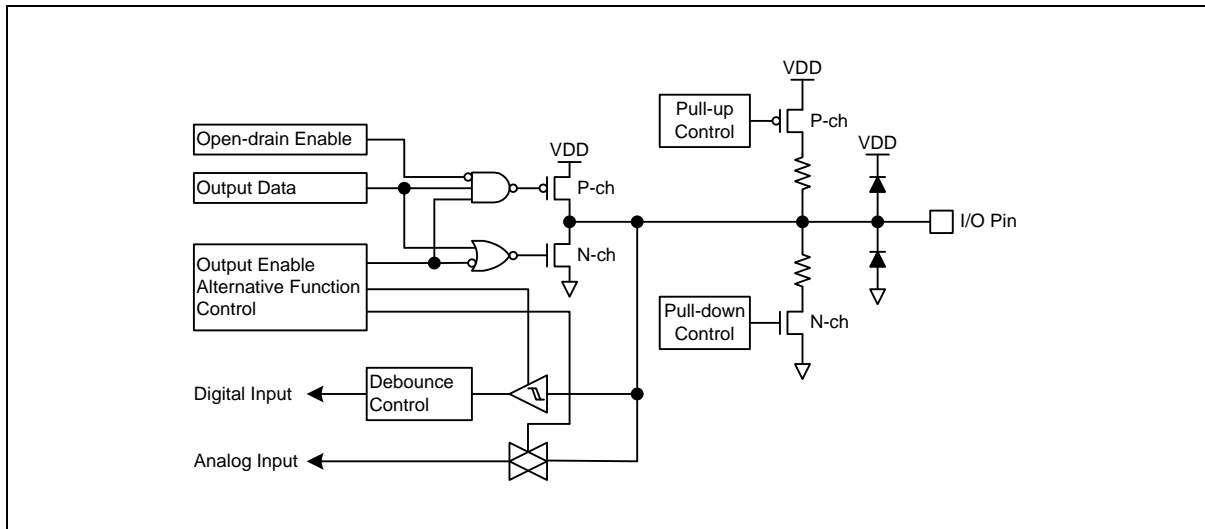 VDD
Pull-up
Control
P-ch
VDD
Open-drain Enable
VDD
Output Data
P-ch
I/O Pin
Output Enable
Alternative Function
Control
N-ch
Pull-down
Control
N-ch
Digital Input
Debounce
Control
Analog Input